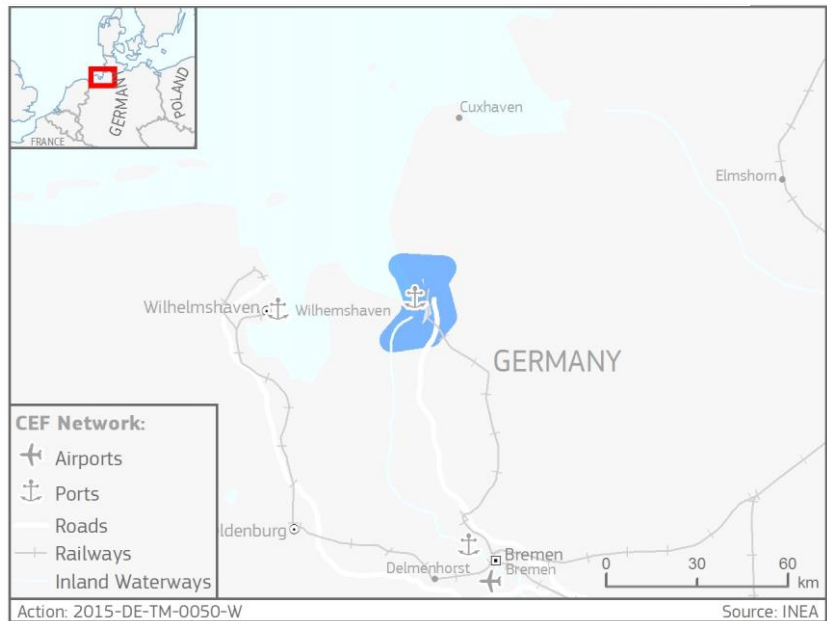 GERMAN
POLAND
FRANCE
Cuxhaven
Elmshorn
Wilhelmshaven
Wilhemshaven
GERMANY
CEF Network:
Airports
Ports
Roads
Railways
Inland Waterways
ldenburg
Delmenhorst
Bremen
Bremen
0 30 60
km
Action: 2015-DE-TM-0050-W
Source: INEA